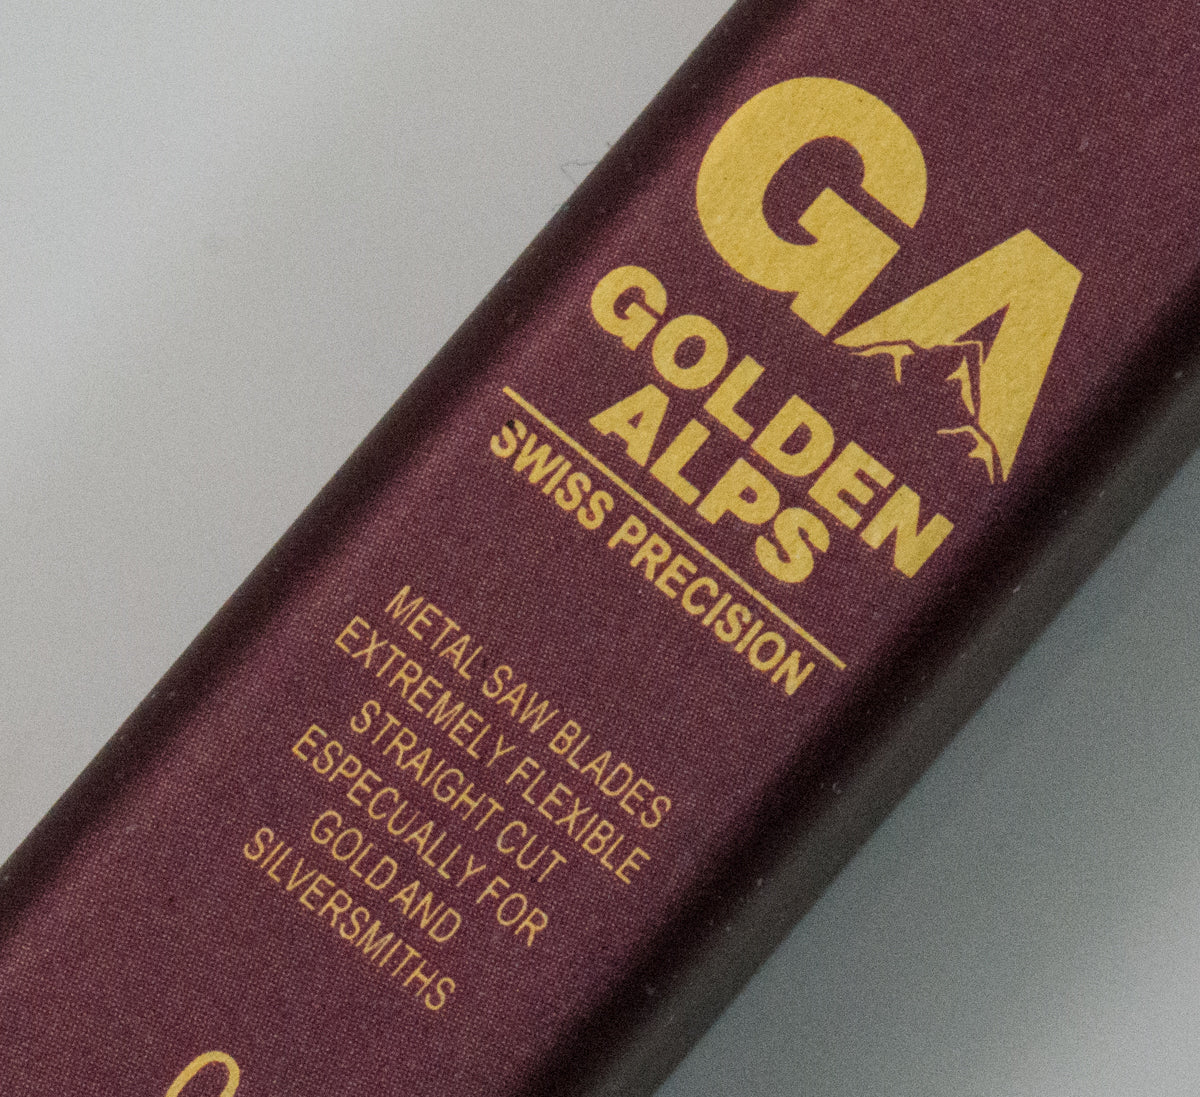 GA
GOLDEN
ALPS
SWISS PRECISION
METAL SAW BLADES
EXTREMELY FLEXIBLE
STRAIGHT CUT
ESPECUALLY FOR
GOLD AND
SILVERSMITHS